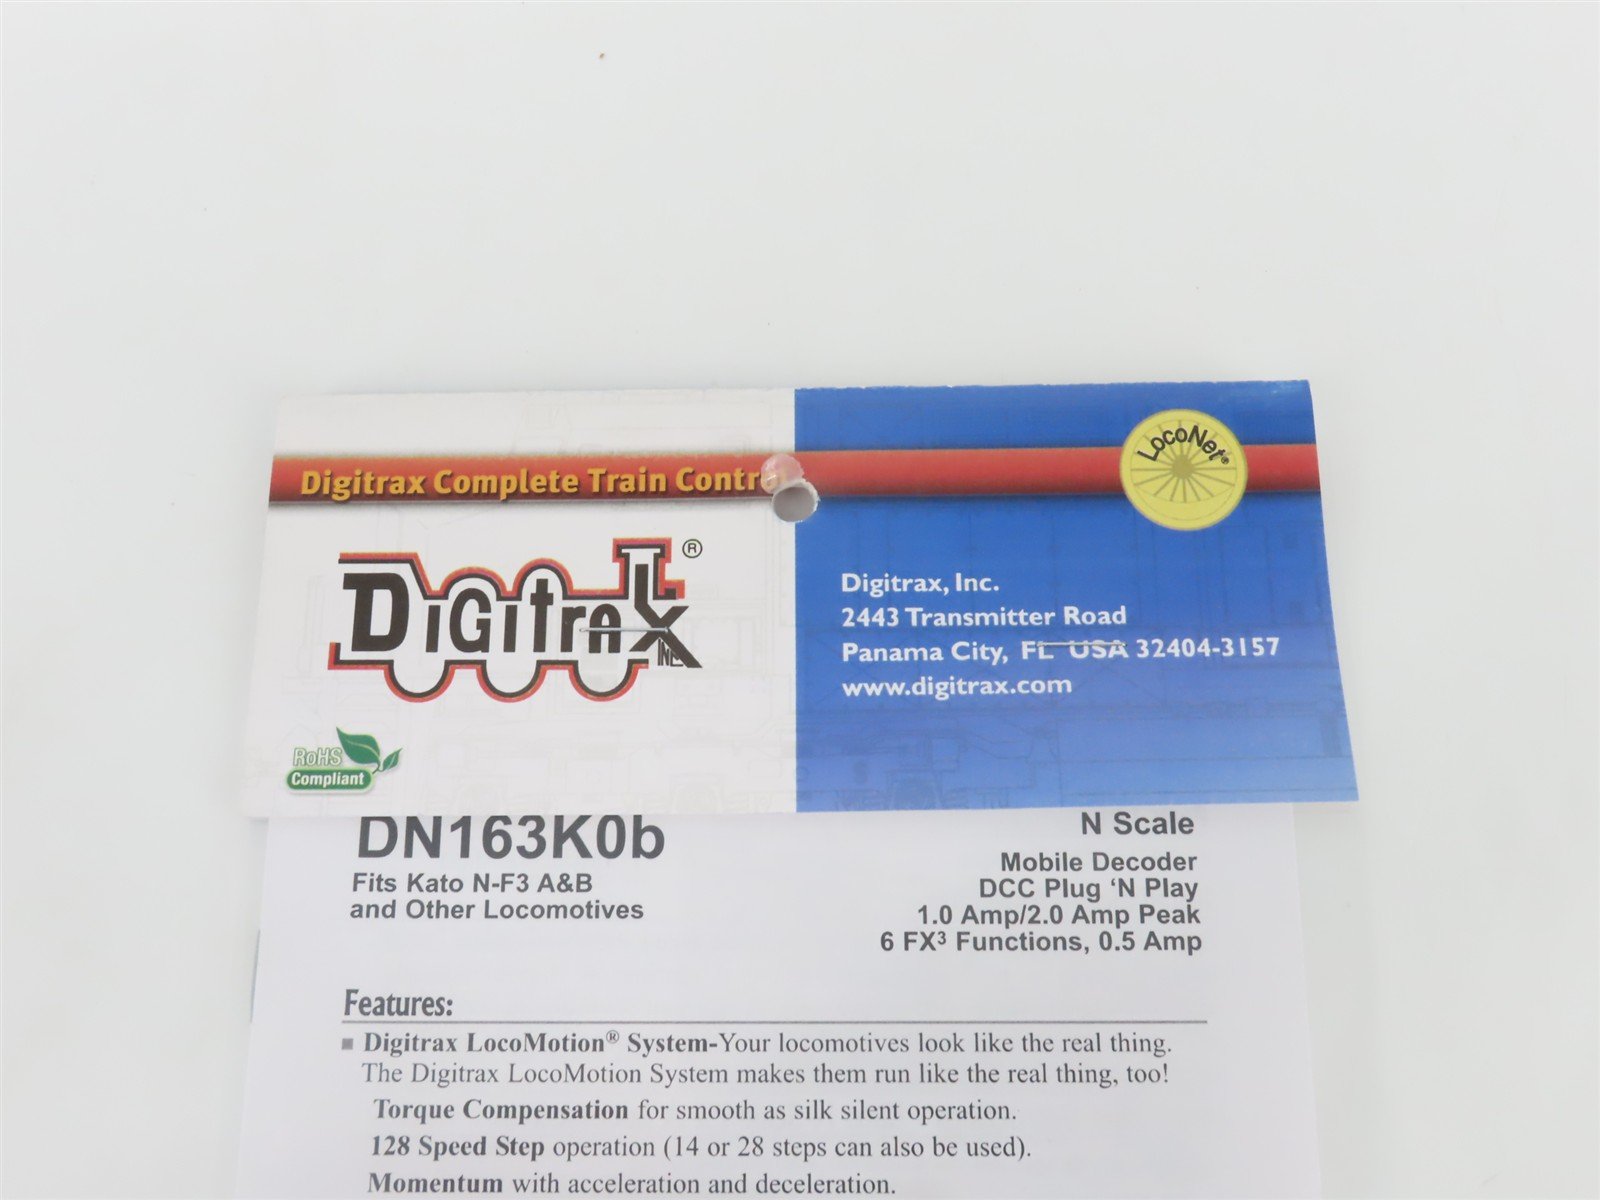 Digitrax Complete Train Contr
LocoNet®
DiGitrax ®
INC
Digitrax, Inc.
2443 Transmitter Road
Panama City, FL USA 32404-3157
www.digitrax.com
RoHS
Compliant
DN163K0b
Fits Kato N-F3 A&B
and Other Locomotives
N Scale
Mobile Decoder
DCC Plug ‘N Play
1.0 Amp/2.0 Amp Peak
6 FX³ Functions, 0.5 Amp
Features:
■ Digitrax LocoMotion® System-Your locomotives look like the real thing.
The Digitrax LocoMotion System makes them run like the real thing, too!
Torque Compensation for smooth as silk silent operation.
128 Speed Step operation (14 or 28 steps can also be used).
Momentum with acceleration and deceleration.